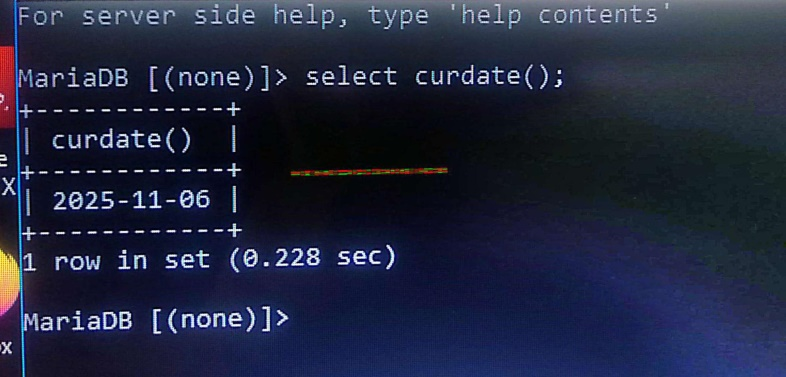 For server side help, type 'help contents'
MariaDB [(none)]> select curdate();
+------------+
| curdate()  |
+------------+
| 2025-11-06 |
+------------+
1 row in set (0.228 sec)
MariaDB [(none)]>